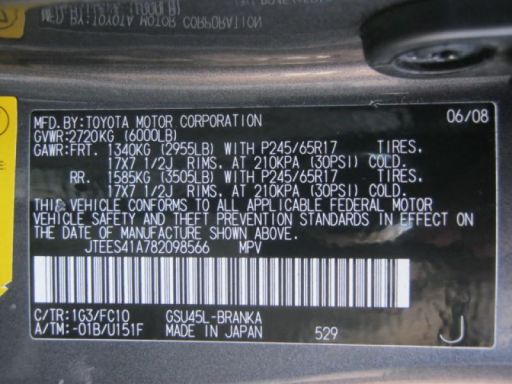 MFD.BY:TOYOTA MOTOR CORPORATION 06/08
GVWR:2720KG (6000LB)
GAWR:FRT. 1340KG (2955LB) WITH P245/65R17 TIRES.
17X7 1/2J RIMS. AT 210KPA (30PSI) COLD.
RR. 1585KG (3505LB) WITH P245/65R17 TIRES.
17X7 1/2J RIMS. AT 210KPA (30PSI) COLD.
THIS VEHICLE CONFORMS TO ALL APPLICABLE FEDERAL MOTOR
VEHICLE SAFETY AND THEFT PREVENTION STANDARDS IN EFFECT ON
THE DATE OF MANUFACTURE SHOWN ABOVE.
JTEES41A782098566 MPV
C/TR:1G3/FC10 GSU45L-BRANKA
A/TM:-01B/U151F MADE IN JAPAN 529 J